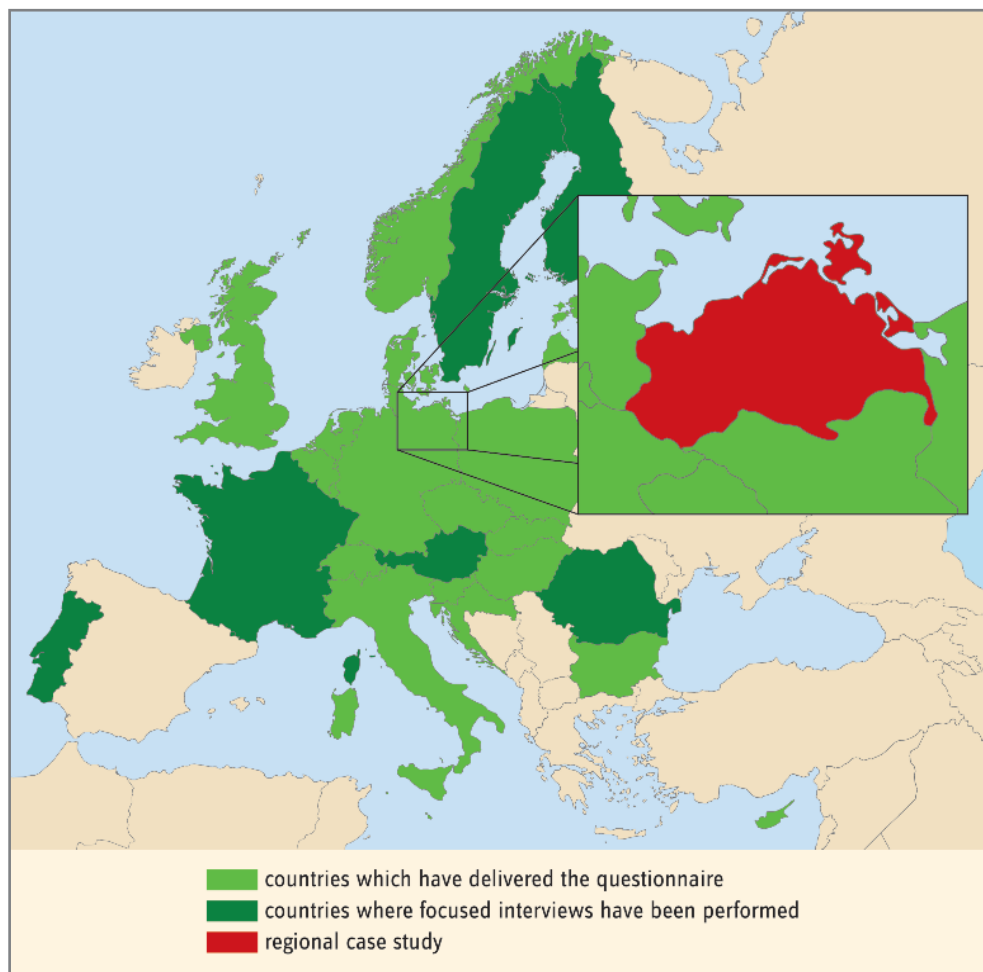 countries which have delivered the questionnaire
countries where focused interviews have been performed
regional case study